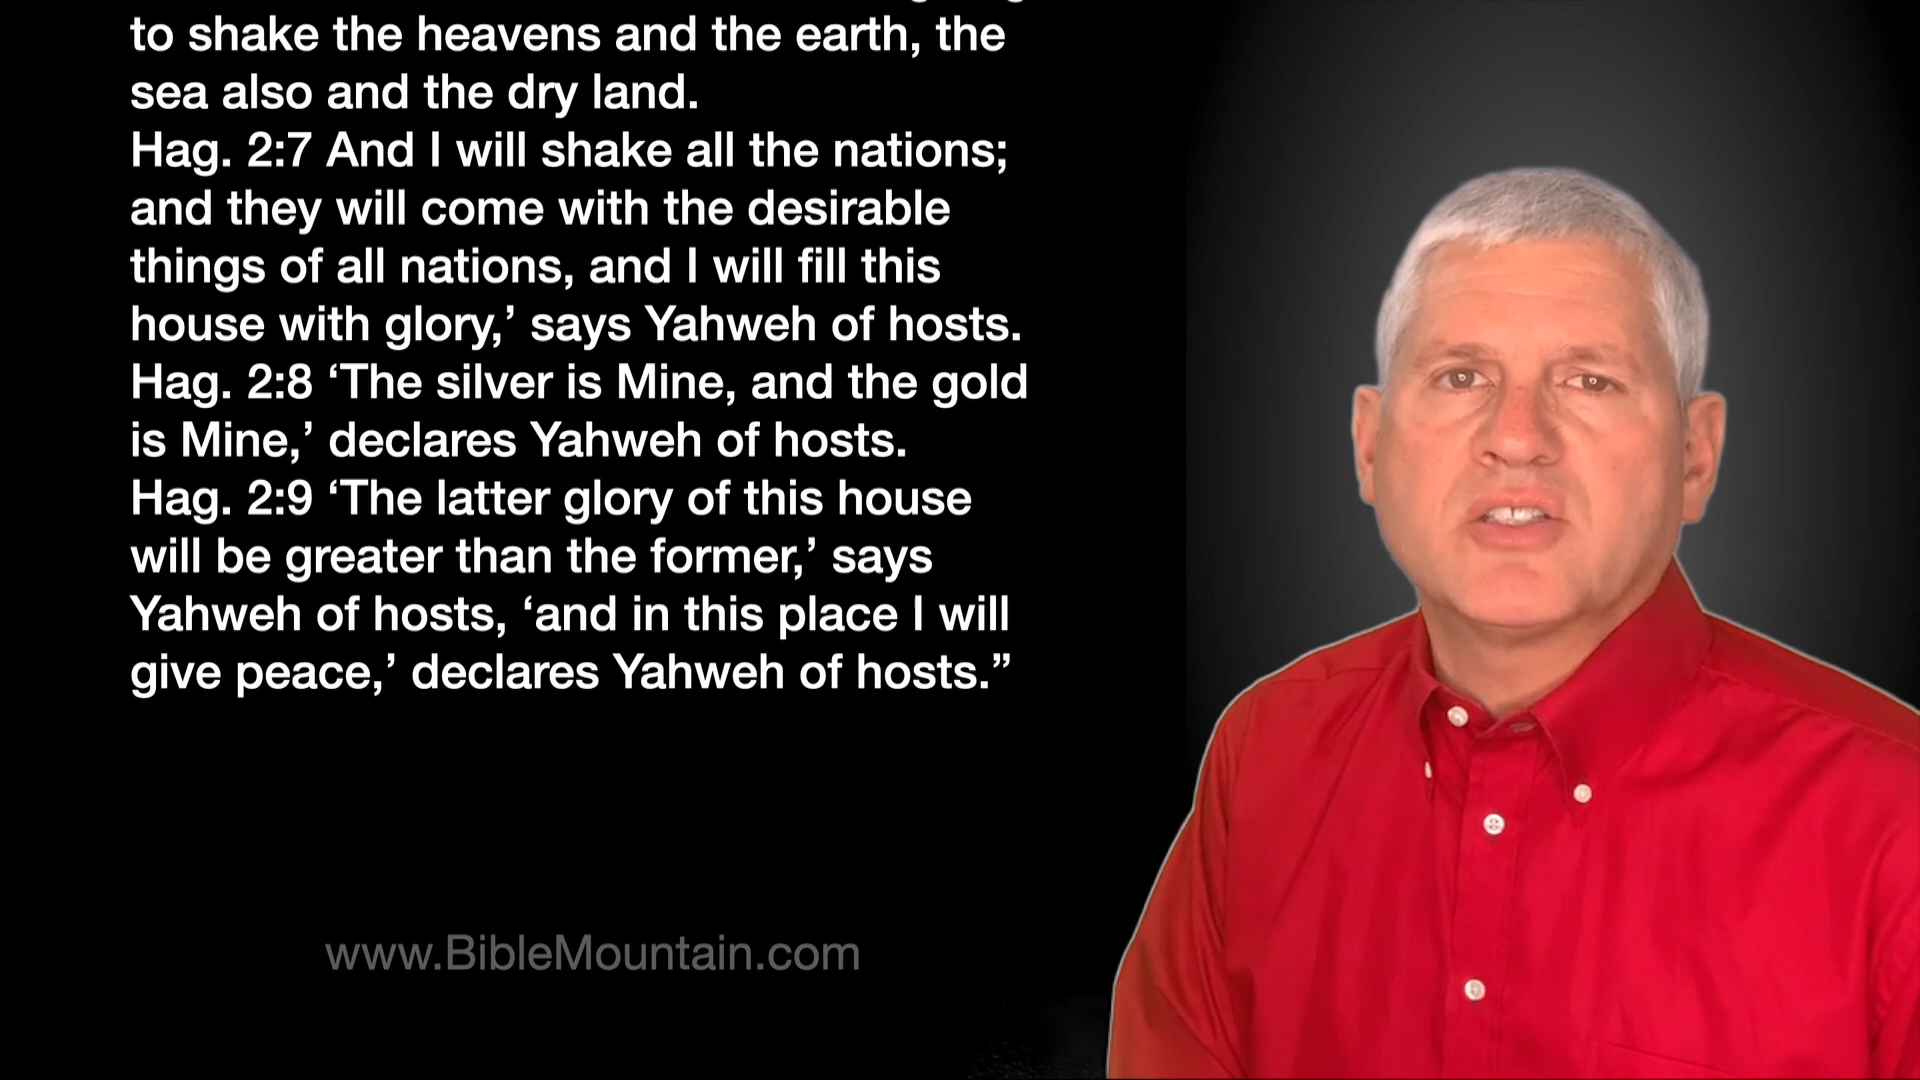 to shake the heavens and the earth, the
sea also and the dry land.
Hag. 2:7 And I will shake all the nations;
and they will come with the desirable
things of all nations, and I will fill this
house with glory,’ says Yahweh of hosts.
Hag. 2:8 ‘The silver is Mine, and the gold
is Mine,’ declares Yahweh of hosts.
Hag. 2:9 ‘The latter glory of this house
will be greater than the former,’ says
Yahweh of hosts, ‘and in this place I will
give peace,’ declares Yahweh of hosts.”
www.BibleMountain.com